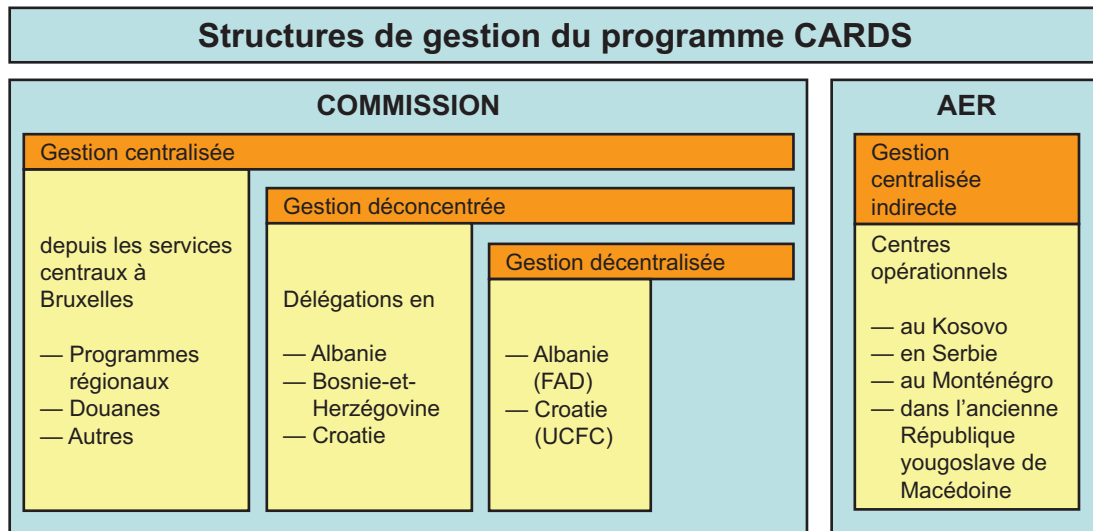 Structures de gestion du programme CARDS
COMMISSION
Gestion centralisée
depuis les services
centraux à
Bruxelles
— Programmes
régionaux
— Douanes
— Autres
Gestion déconcentrée
Délégations en
— Albanie
— Bosnie-et-
Herzégovine
— Croatie
Gestion décentralisée
— Albanie
(FAD)
— Croatie
(UCFC)
AER
Gestion
centralisée
indirecte
Centres
opérationnels
— au Kosovo
— en Serbie
— au Monténégro
— dans l’ancienne
République
yougoslave de
Macédoine